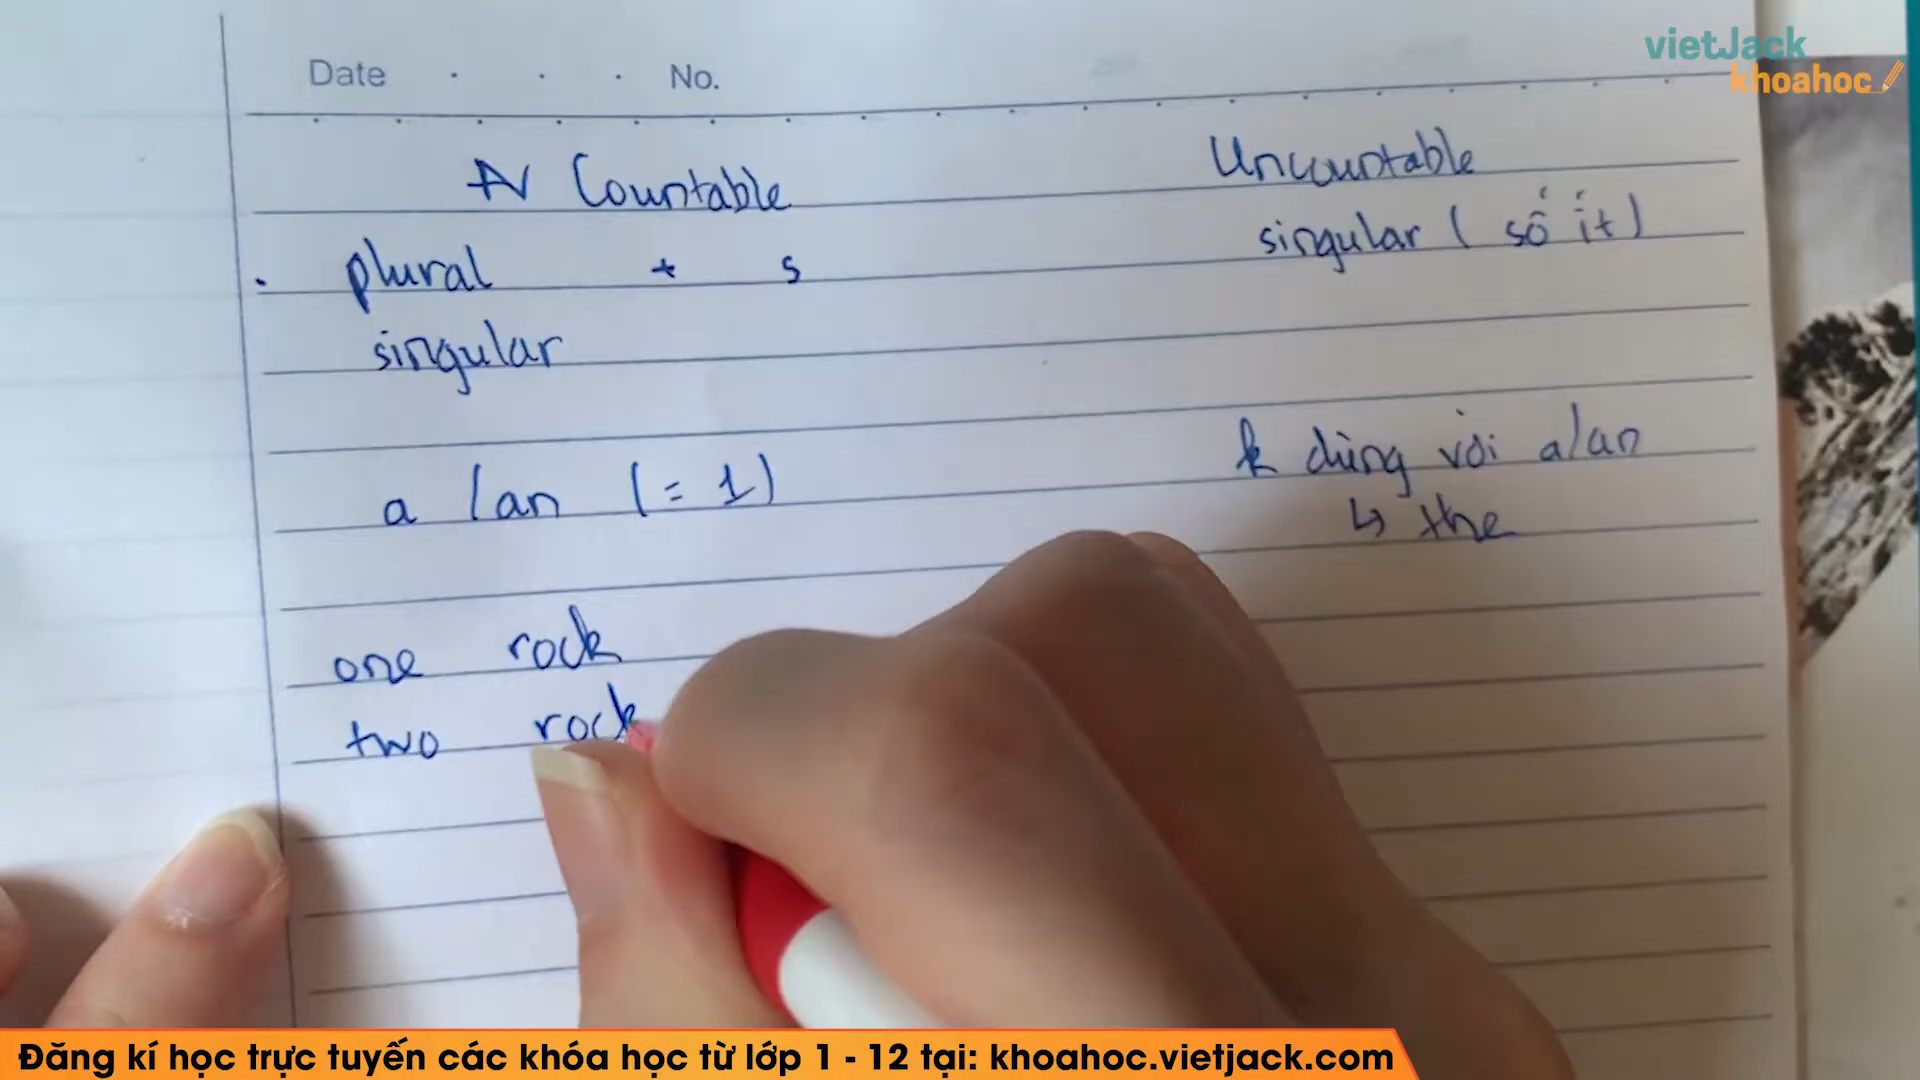 vietJack
khoahoc
Date . . . No.
N Countable
Uncountable
plural + s
singular (số ít)
singular
a / an (= 1)
k dùng với a/an
↳ the
one rock
two rock
Đăng kí học trực tuyến các khóa học từ lớp 1 - 12 tại: khoahoc.vietjack.com